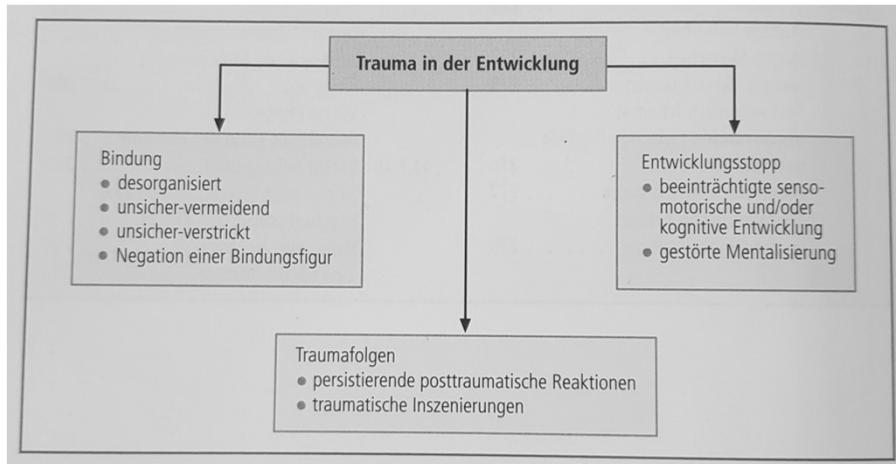 Trauma in der Entwicklung
Bindung
• desorganisiert
• unsicher-vermeidend
• unsicher-verstrickt
• Negation einer Bindungsfigur
Entwicklungsstopp
• beeinträchtigte senso-
motorische und/oder
kognitive Entwicklung
• gestörte Mentalisierung
Traumafolgen
• persistierende posttraumatische Reaktionen
• traumatische Inszenierungen